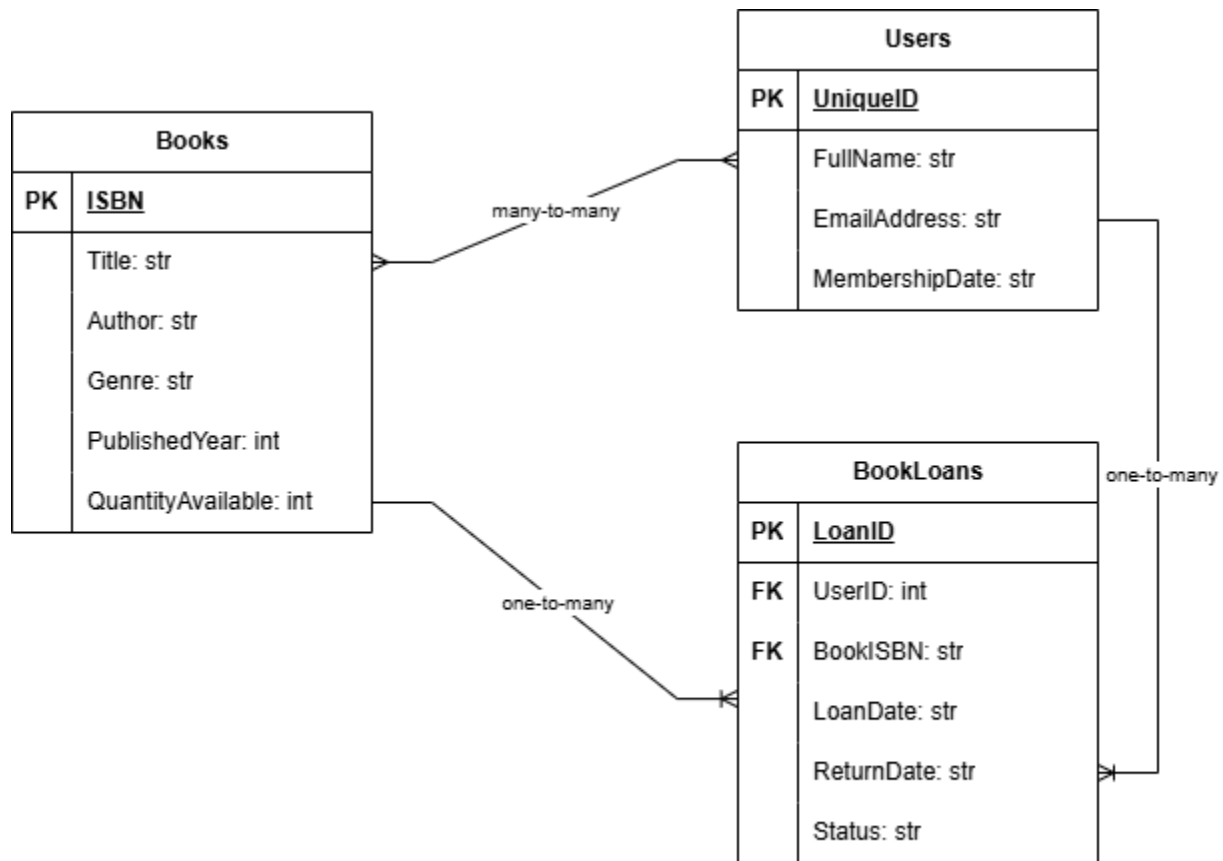 Books
PK ISBN
Title: str
Author: str
Genre: str
PublishedYear: int
QuantityAvailable: int
many-to-many
Users
PK UniqueID
FullName: str
EmailAddress: str
MembershipDate: str
one-to-many
one-to-many
BookLoans
PK LoanID
FK UserID: int
FK BookISBN: str
LoanDate: str
ReturnDate: str
Status: str